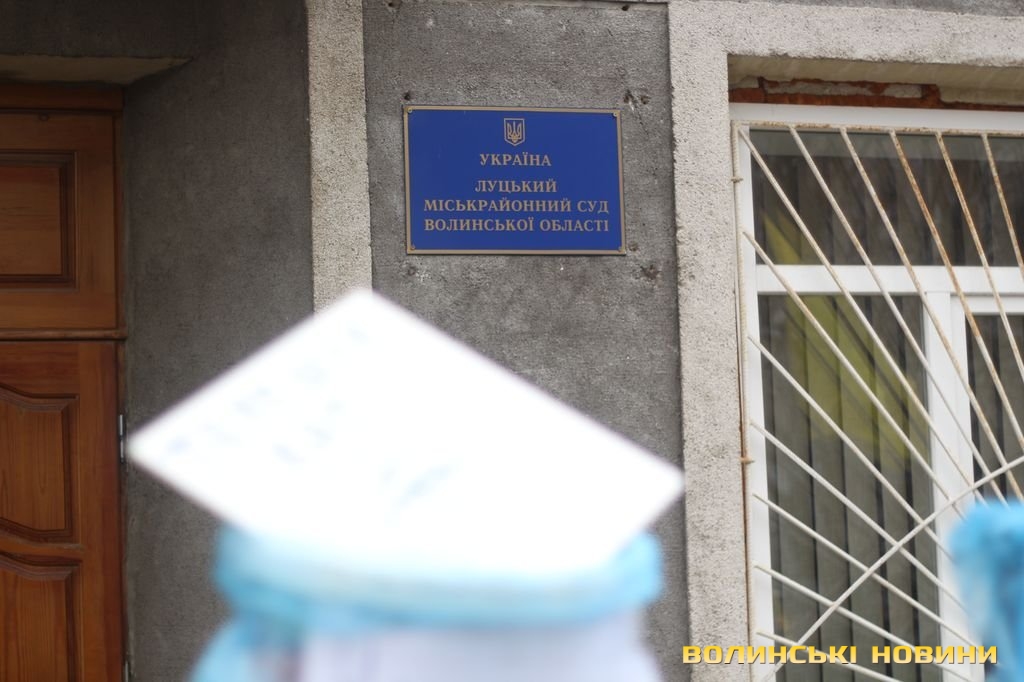 УКРАЇНА
ЛУЦЬКИЙ
МІСЬКРАЙОННИЙ СУД
ВОЛИНСЬКОЇ ОБЛАСТІ
ВОЛИНСЬКІ НОВИНИ